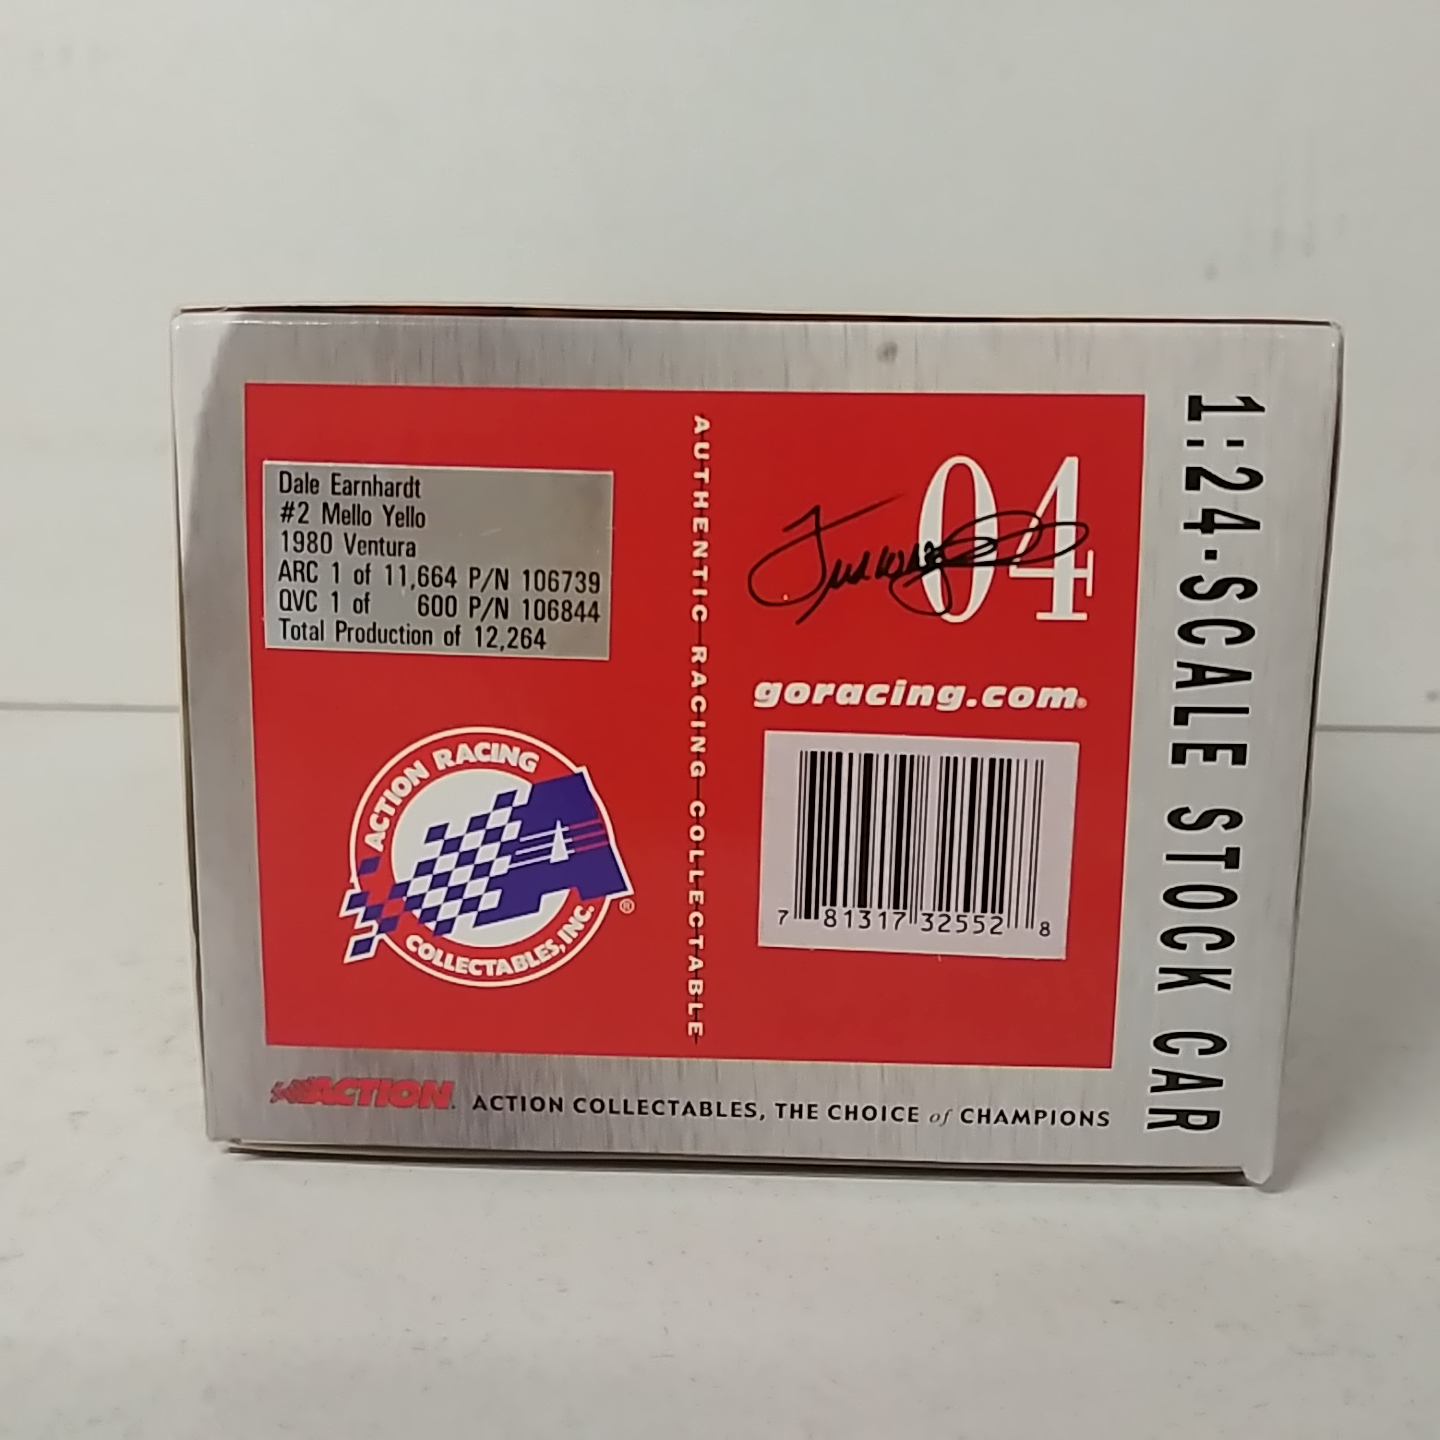 Dale Earnhardt
#2 Mello Yello
1980 Ventura
ARC 1 of 11,664 P/N 106739
QVC 1 of 600 P/N 106844
Total Production of 12,264
AUTHENTIC RACING COLLECTABLE
04
goracing.com®
7 81317 32552 8
ACTION RACING
COLLECTABLES, INC.
®
1:24-SCALE STOCK CAR
ACTION. ACTION COLLECTABLES, THE CHOICE of CHAMPIONS